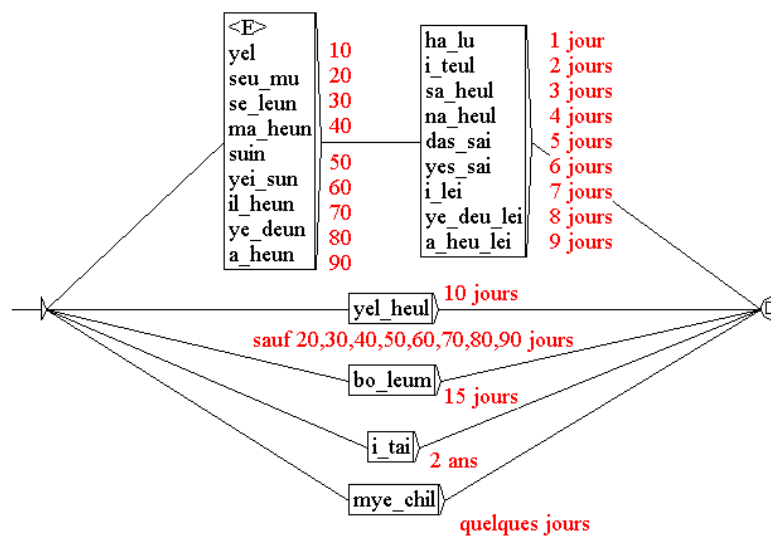 <E>
yel
10
seu_mu
20
se_leun
30
ma_heun
40
suin
50
yei_sun
60
il_heun
70
ye_deun
80
a_heun
90
ha_lu
1 jour
i_teul
2 jours
sa_heul
3 jours
na_heul
4 jours
das_sai
5 jours
yes_sai
6 jours
i_lei
7 jours
ye_deu_lei
8 jours
a_heu_lei
9 jours
yel_heul
10 jours
sauf 20,30,40,50,60,70,80,90 jours
bo_leum
15 jours
i_tai
2 ans
mye_chil
quelques jours